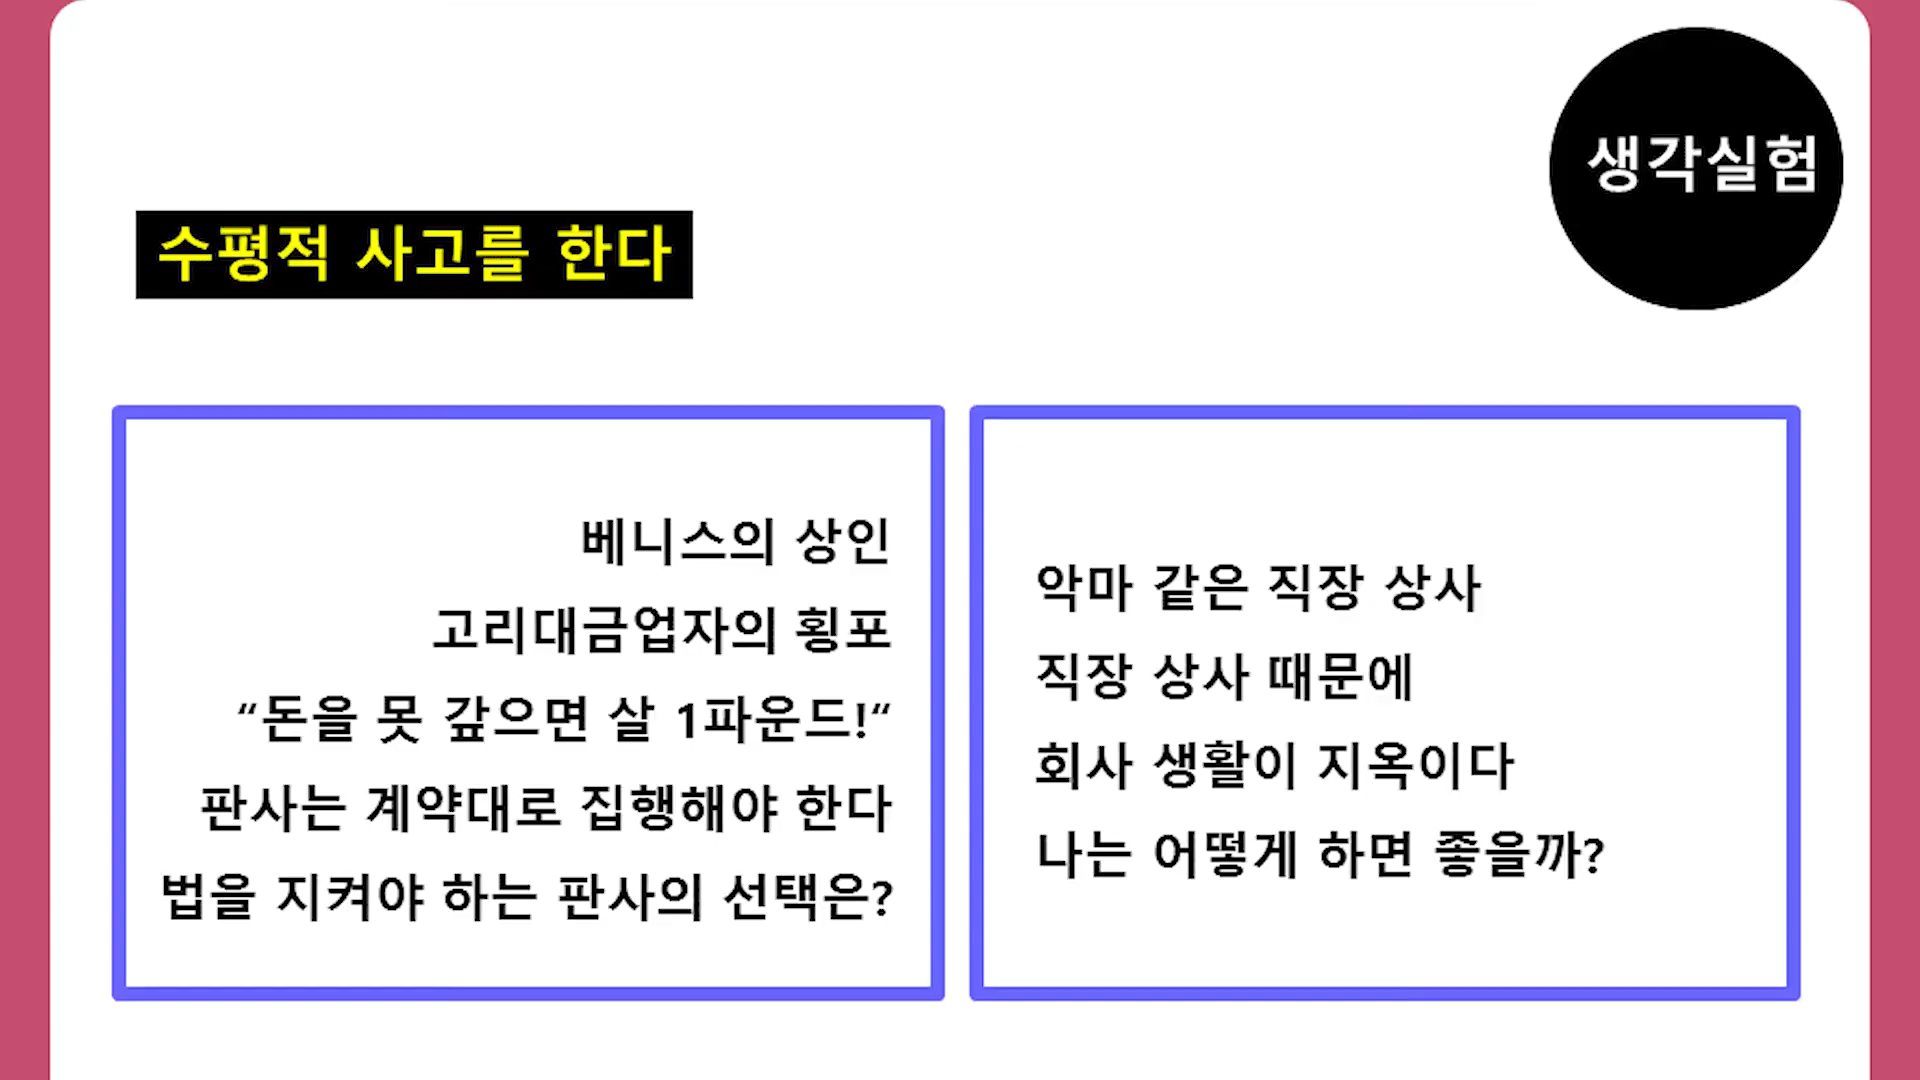 생각실험
수평적 사고를 한다
베니스의 상인
고리대금업자의 횡포
“돈을 못 갚으면 살 1파운드!“
판사는 계약대로 집행해야 한다
법을 지켜야 하는 판사의 선택은?
악마 같은 직장 상사
직장 상사 때문에
회사 생활이 지옥이다
나는 어떻게 하면 좋을까?